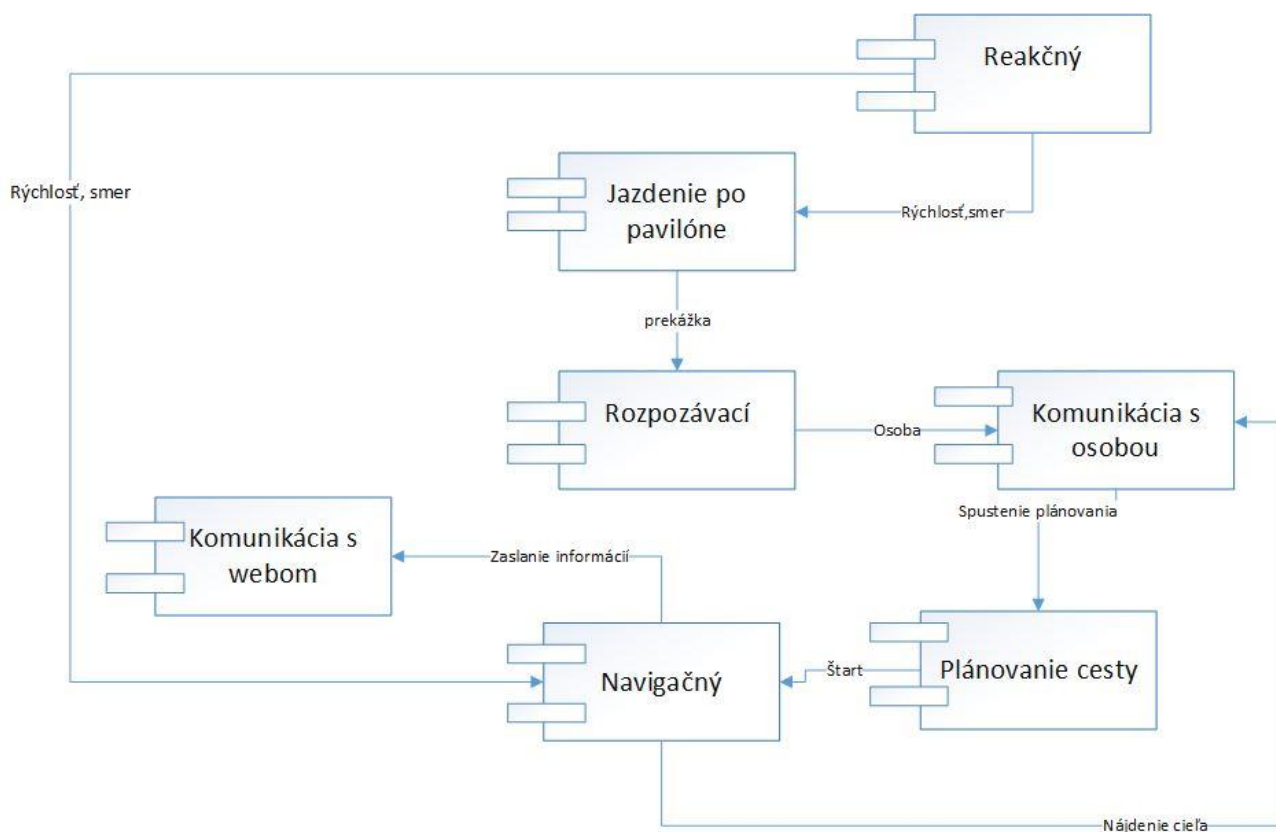 Reakčný
Rýchlosť, smer
Jazdenie po
pavilóne
Rýchlosť,smer
prekážka
Rozpozávací
Osoba
Komunikácia s
osobou
Spustenie plánovania
Komunikácia s
webom
Zaslanie informácií
Navigačný
Štart
Plánovanie cesty
Nájdenie cieľa